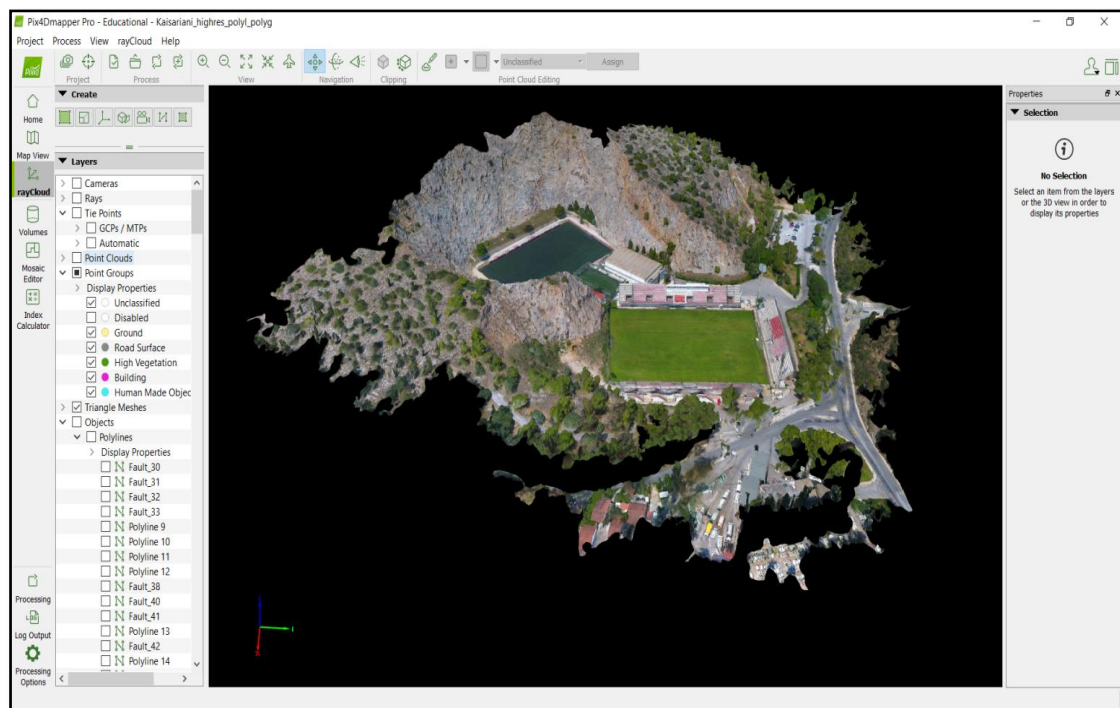 Pix4Dmapper Pro - Educational - Kaisariani_highres_polyl_polyg
Project Process View rayCloud Help
Unclassified Assign
Project Process View Navigation Clipping Point Cloud Editing
Home
Map View
rayCloud
Volumes
Mosaic
Editor
Index
Calculator
Processing
Log Output
Processing
Options
Create
Layers
Cameras
Rays
Tie Points
GCPs / MTPs
Automatic
Point Clouds
Point Groups
Display Properties
Unclassified
Disabled
Ground
Road Surface
High Vegetation
Building
Human Made Objec
Triangle Meshes
Objects
Polylines
Display Properties
Fault_30
Fault_31
Fault_32
Fault_33
Polyline 9
Polyline 10
Polyline 11
Polyline 12
Fault_38
Fault_40
Fault_41
Polyline 13
Fault_42
Polyline 14
Properties
Selection
No Selection
Select an item from the layers
or the 3D view in order to
display its properties